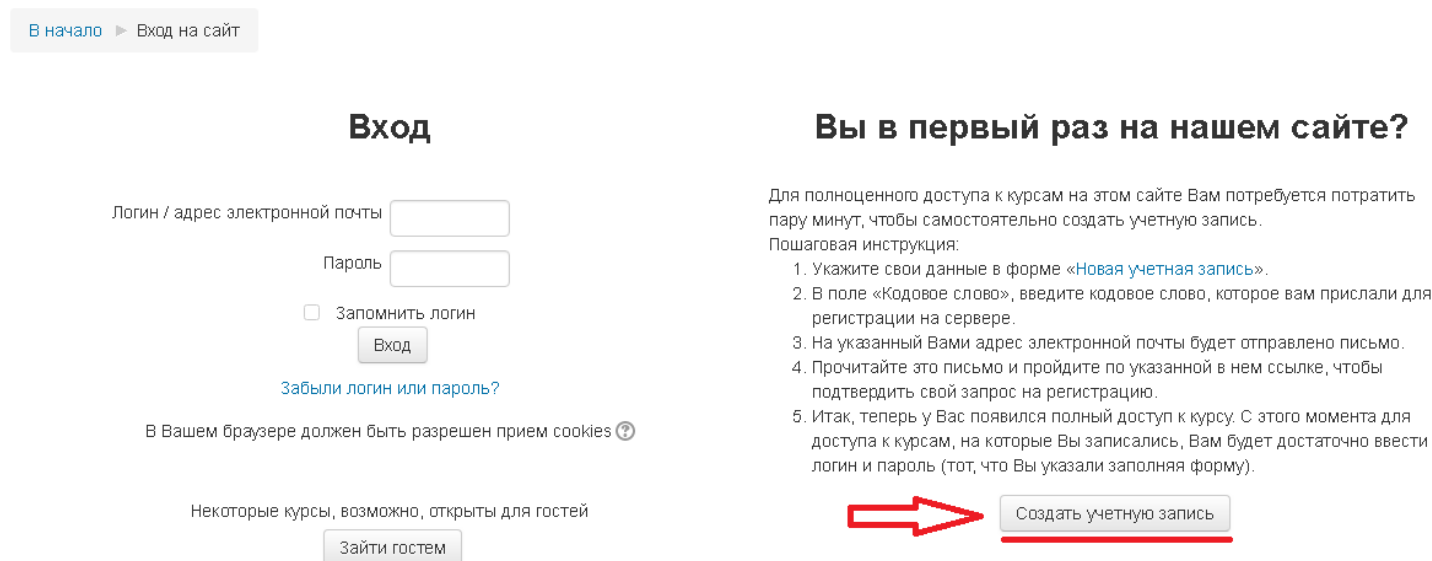 В начало ► Вход на сайт
Вход
Логин / адрес электронной почты
Пароль
Запомнить логин
Вход
Забыли логин или пароль?
В Вашем браузере должен быть разрешен прием cookies
Некоторые курсы, возможно, открыты для гостей
Зайти гостем
Вы в первый раз на нашем сайте?
Для полноценного доступа к курсам на этом сайте Вам потребуется потратить
пару минут, чтобы самостоятельно создать учетную запись.
Пошаговая инструкция:
1. Укажите свои данные в форме «Новая учетная запись».
2. В поле «Кодовое слово», введите кодовое слово, которое вам прислали для
регистрации на сервере.
3. На указанный Вами адрес электронной почты будет отправлено письмо.
4. Прочитайте это письмо и пройдите по указанной в нем ссылке, чтобы
подтвердить свой запрос на регистрацию.
5. Итак, теперь у Вас появился полный доступ к курсу. С этого момента для
доступа к курсам, на которые Вы записались, Вам будет достаточно ввести
логин и пароль (тот, что Вы указали заполняя форму).
Создать учетную запись